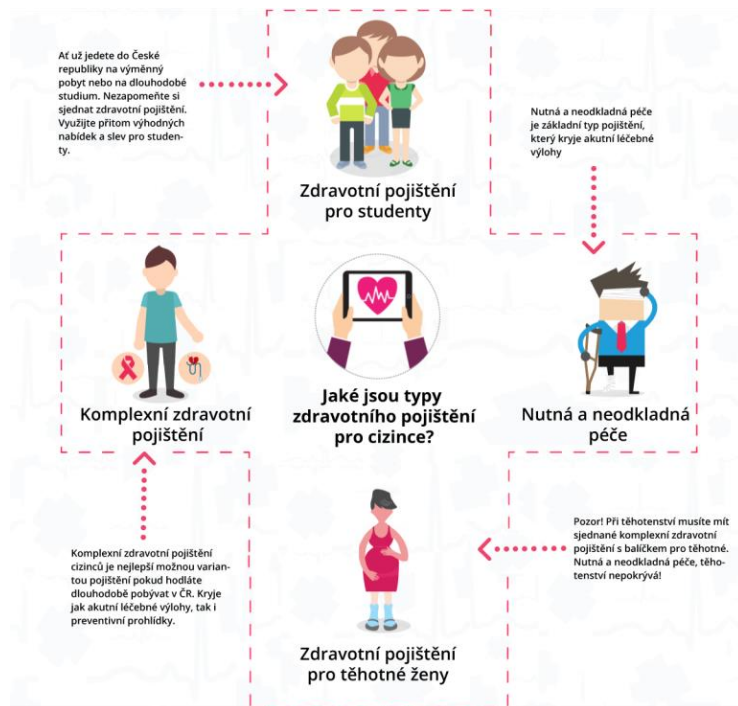 Ať už jedete do České
republiky na výměnný
pobyt nebo na dlouhodobé
studium. Nezapomeňte si
sjednat zdravotní pojištění.
Využijte přitom výhodných
nabídek a slev pro studen-
ty.
Zdravotní pojištění
pro studenty
Nutná a neodkladná péče
je základní typ pojištění,
který kryje akutní léčebné
výlohy
Komplexní zdravotní
pojištění
Jaké jsou typy
zdravotního pojištění
pro cizince?
Nutná a neodkladná
péče
Komplexní zdravotní pojištění
cizinců je nejlepší možnou varian-
tou pojištění pokud hodláte
dlouhodobě pobývat v ČR. Kryje
jak akutní léčebné výlohy, tak i
preventivní prohlídky.
Zdravotní pojištění
pro těhotné ženy
Pozor! Při těhotenství musíte mít
sjednané komplexní zdravotní
pojištění s balíčkem pro těhotné.
Nutná a neodkladná péče, těho-
tenství nepokrývá!